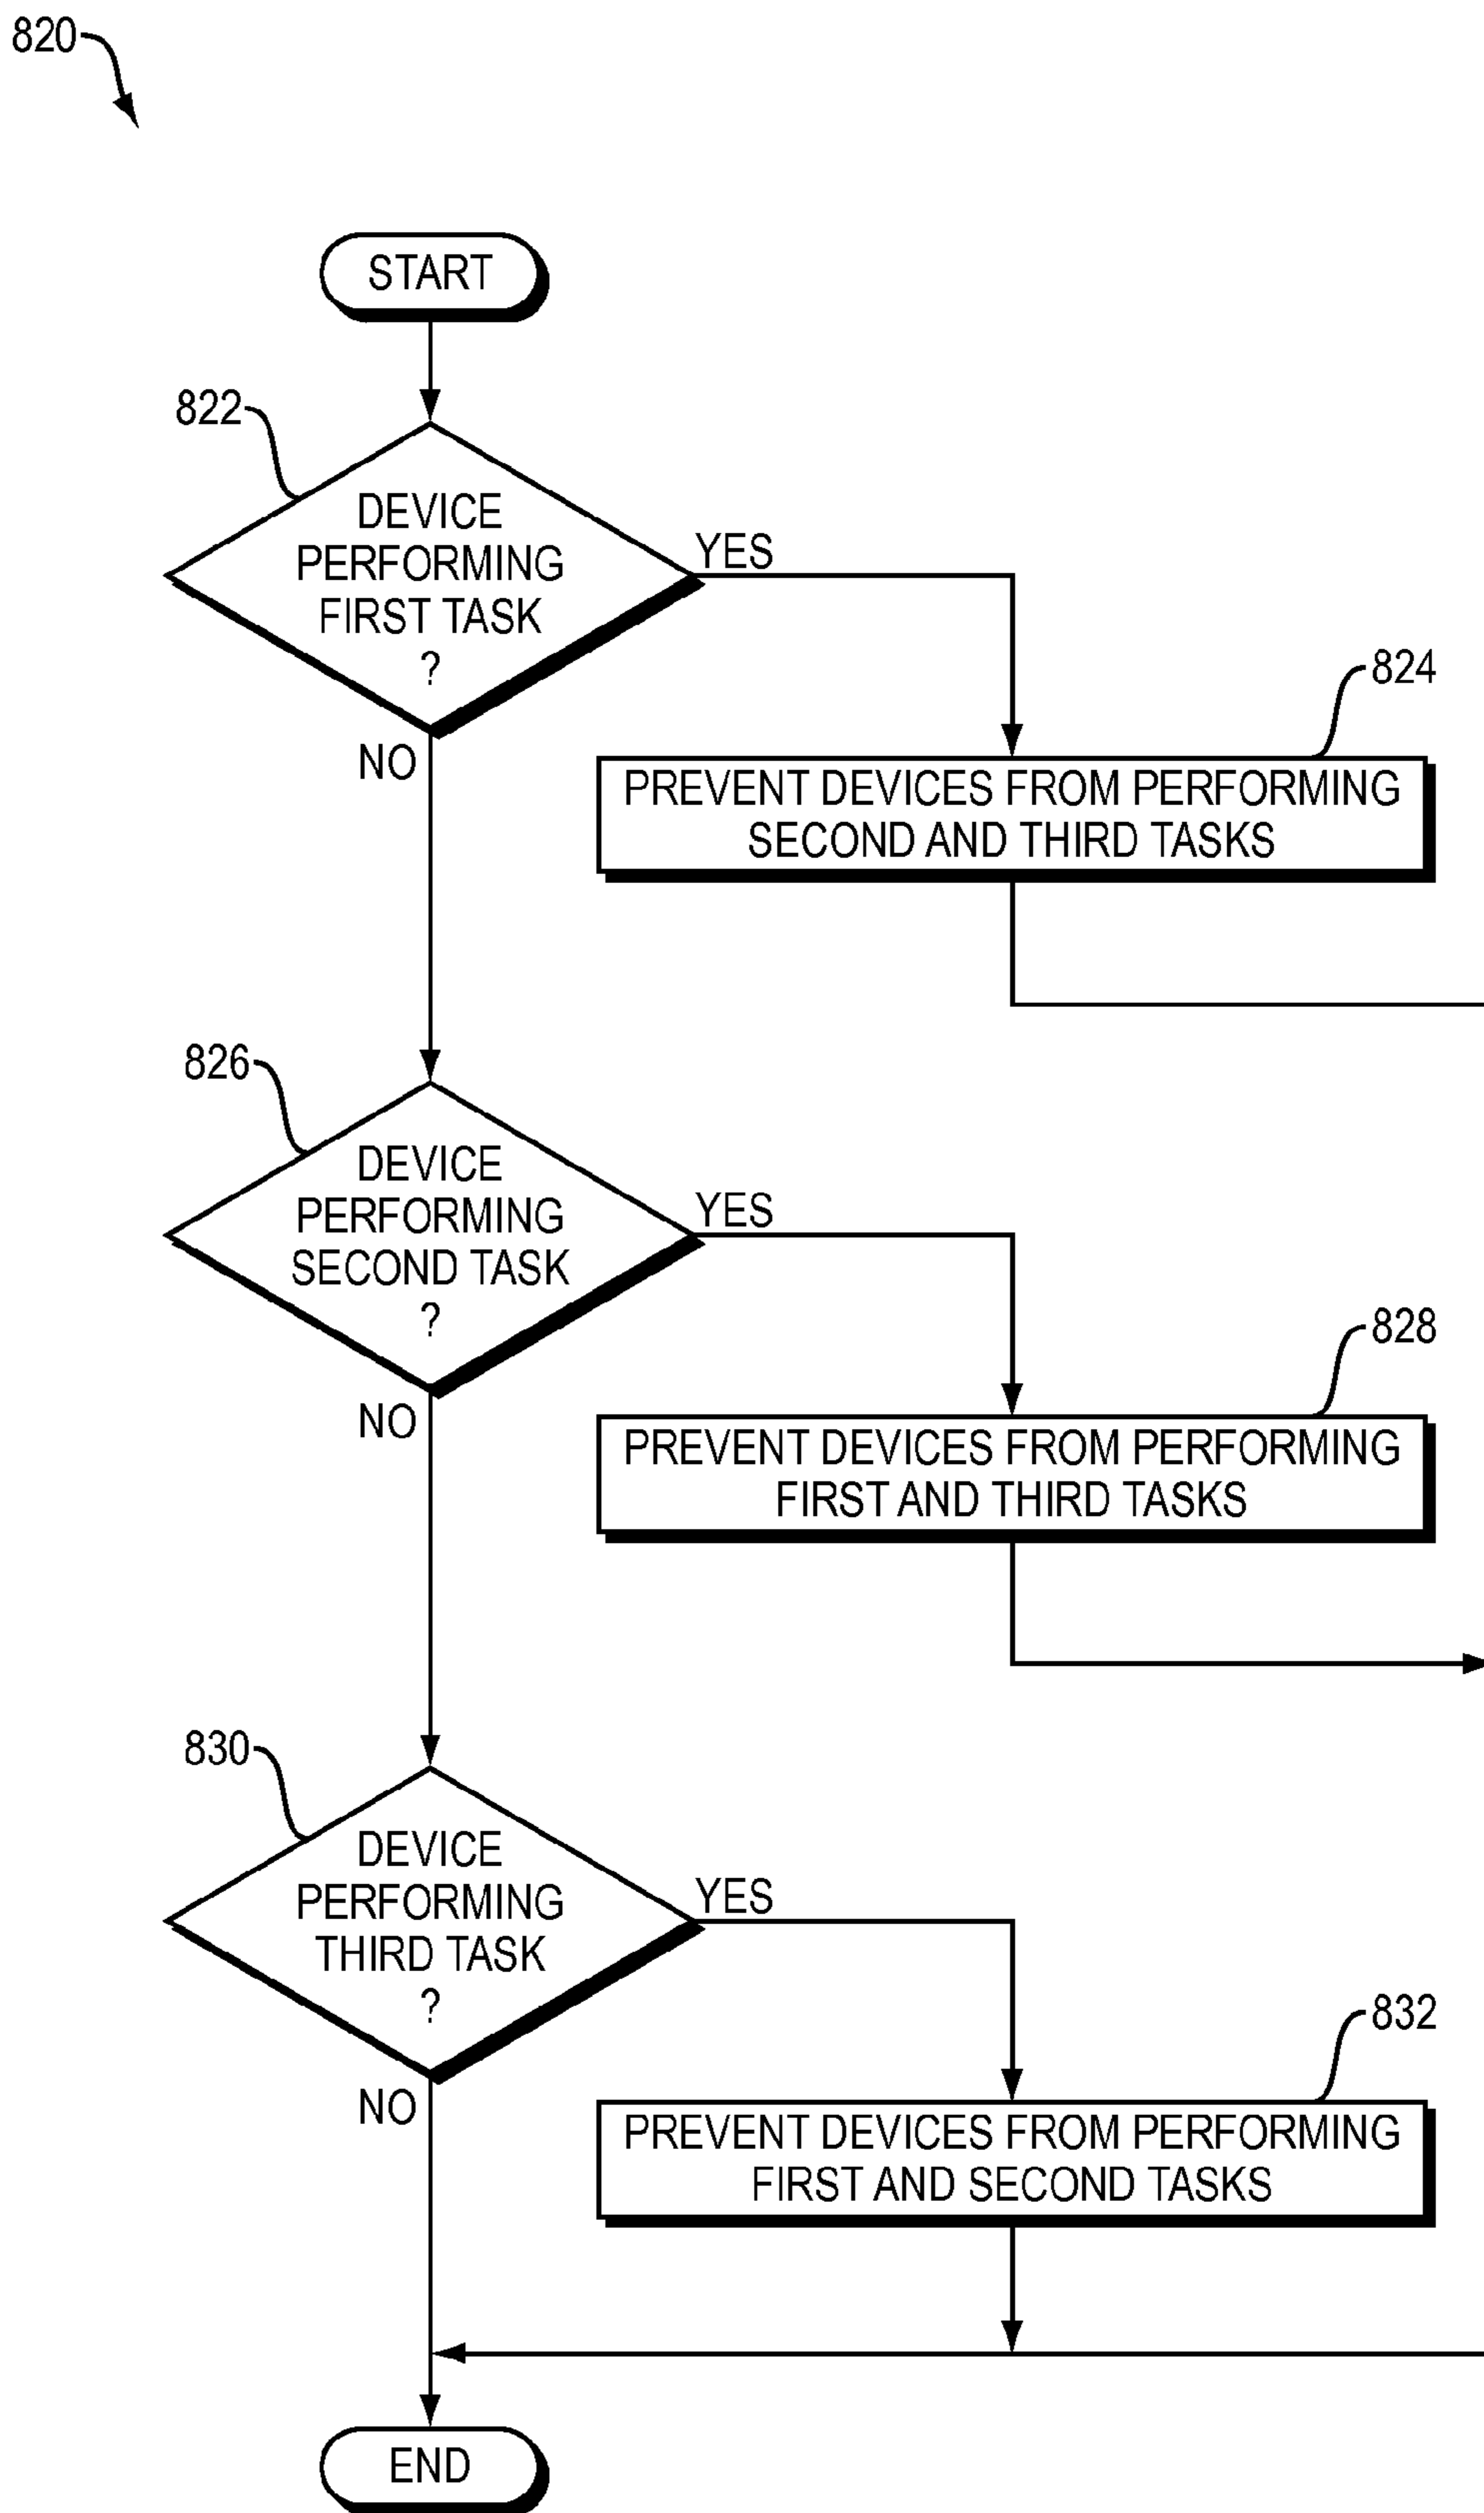 820
START
822
DEVICE
PERFORMING
FIRST TASK
?
YES
NO
824
PREVENT DEVICES FROM PERFORMING
SECOND AND THIRD TASKS
826
DEVICE
PERFORMING
SECOND TASK
?
YES
NO
828
PREVENT DEVICES FROM PERFORMING
FIRST AND THIRD TASKS
830
DEVICE
PERFORMING
THIRD TASK
?
YES
NO
832
PREVENT DEVICES FROM PERFORMING
FIRST AND SECOND TASKS
END